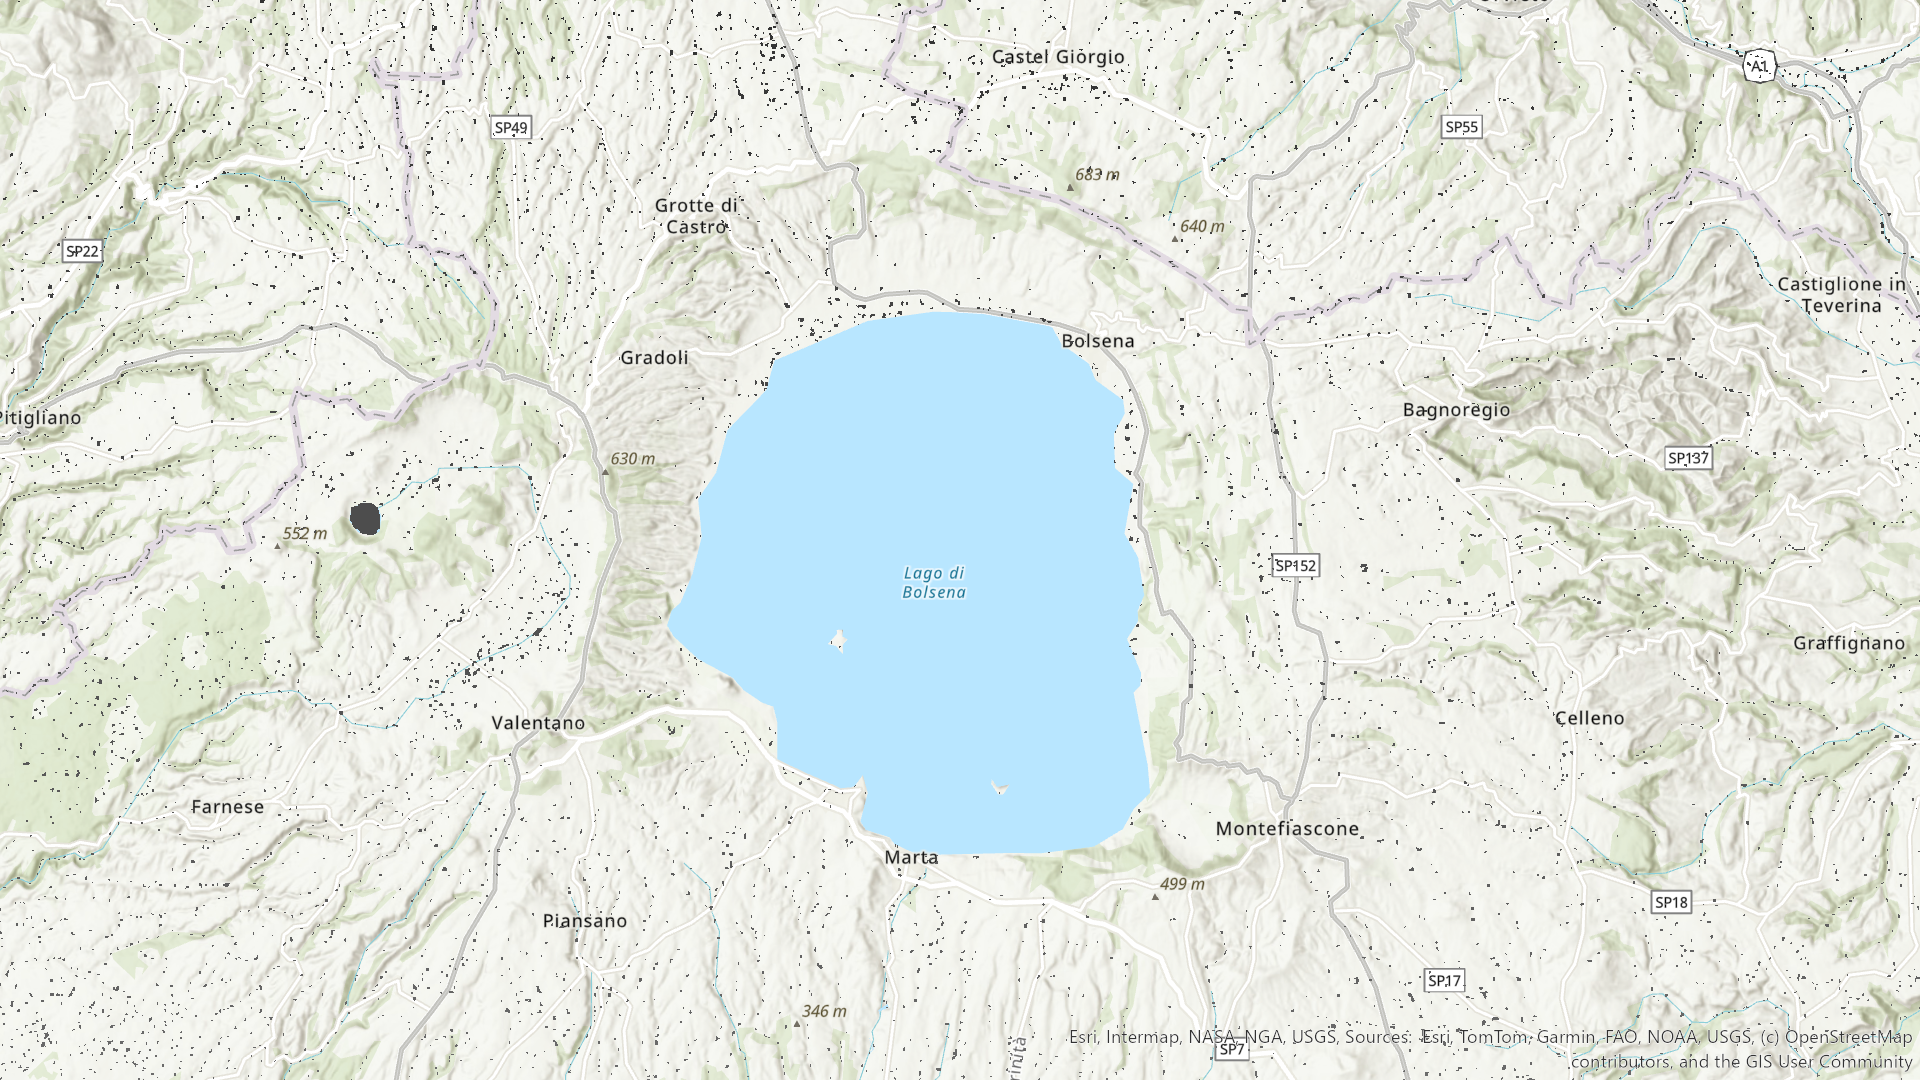 Castel Giorgio
A1
SP49
SP55
683 m
Grotte di
Castro
640 m
SP22
Castiglione in
Teverina
Bolsena
Gradoli
Bagnoregio
Pitigliano
630 m
SP137
552 m
SP152
Lago di
Bolsena
Graffignano
Valentano
Celleno
Farnese
Montefiascone
Marta
499 m
SP18
Piansano
SP17
346 m
Esri, Intermap, NASA, NGA, USGS, Sources: Esri, TomTom, Garmin, FAO, NOAA, USGS, (c) OpenStreetMap
contributors, and the GIS User Community
SP7